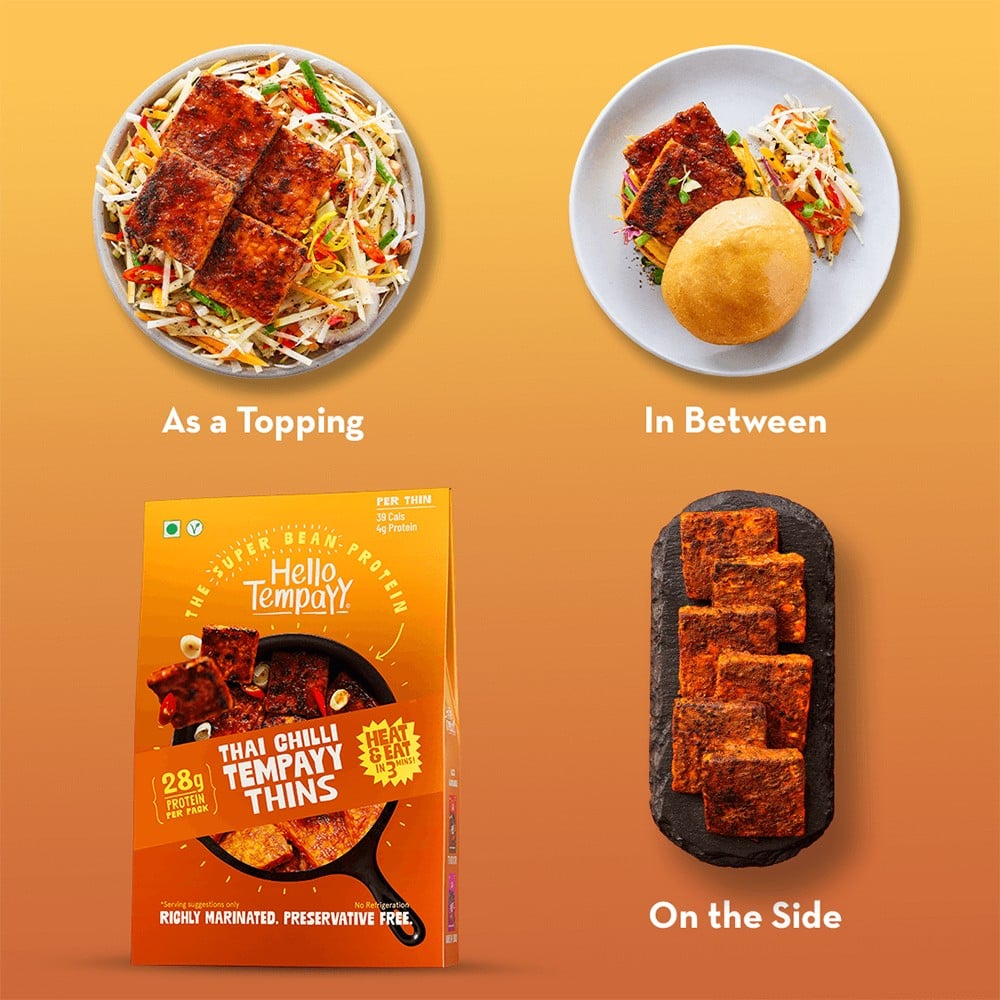 As a Topping
In Between
PER THIN
39 Cals
4g Protein
THE SUPER BEAN PROTEIN
Hello
Tempayy
THAI CHILLI
TEMPAYY
THINS
28g
PROTEIN
PER PACK
HEAT
& EAT
IN 3 MINS!
*Serving suggestions only
No Refrigeration
RICHLY MARINATED. PRESERVATIVE FREE.
On the Side